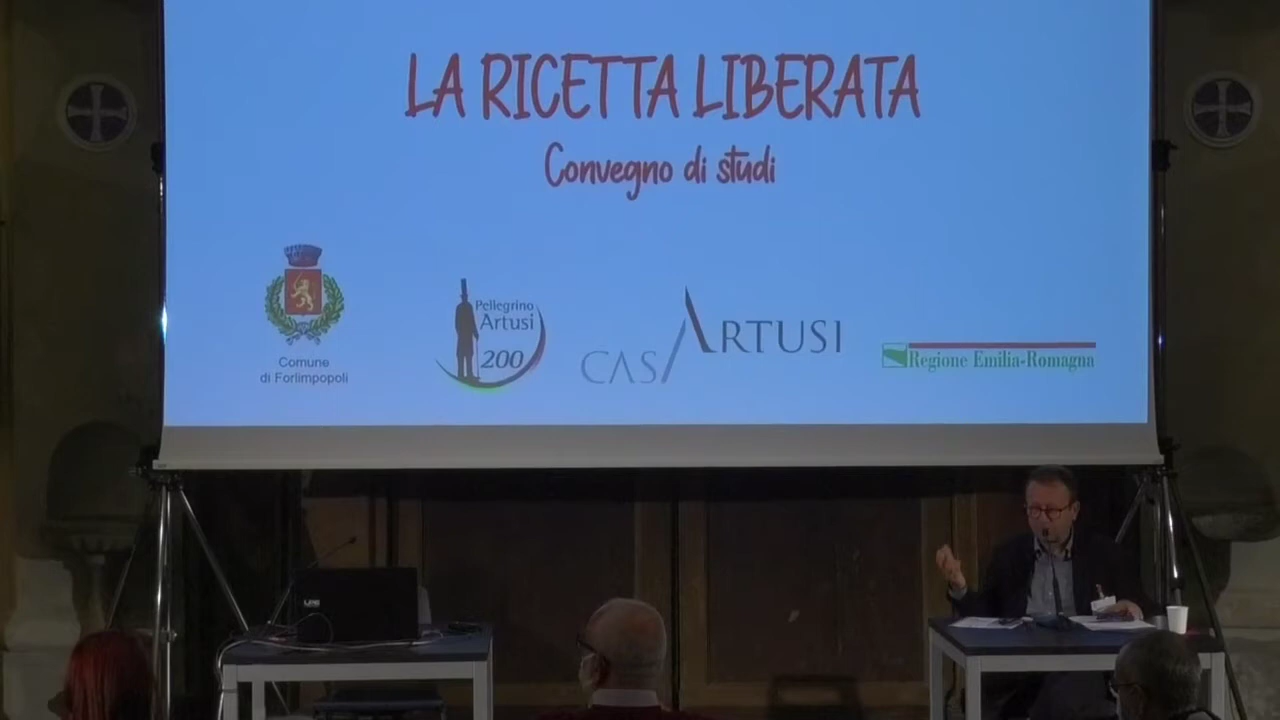 LA RICETTA LIBERATA
Convegno di studi
Comune
di Forlimpopoli
Pellegrino
Artusi
200
CASARTUSI
Regione Emilia-Romagna